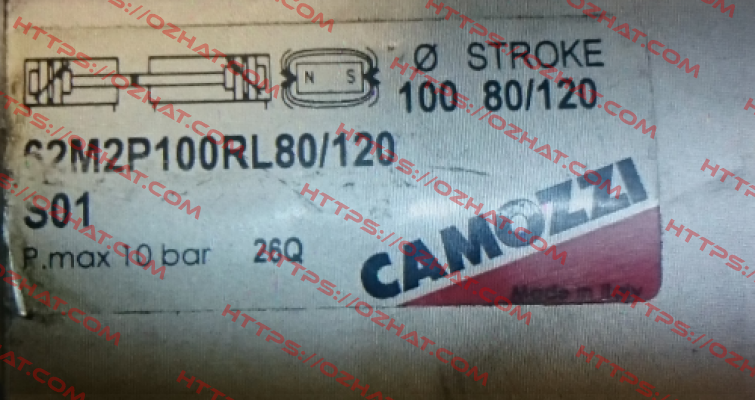 N S
Ø STROKE
100 80/120
62M2P100RL80/120
S01
P.max 10 bar 26Q
CAMOZZI
Made in Italy
HTTPS://OZHAT.COM